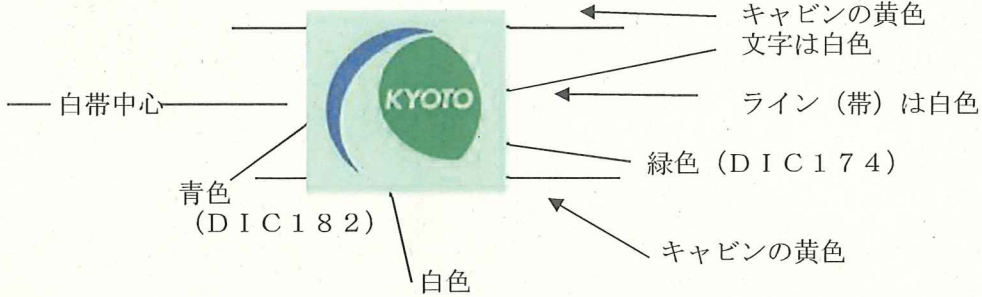 キャビンの黄色
文字は白色
KYOTO
白帯中心
ライン（帯）は白色
緑色（ＤＩＣ１７４）
青色
（ＤＩＣ１８２）
キャビンの黄色
白色